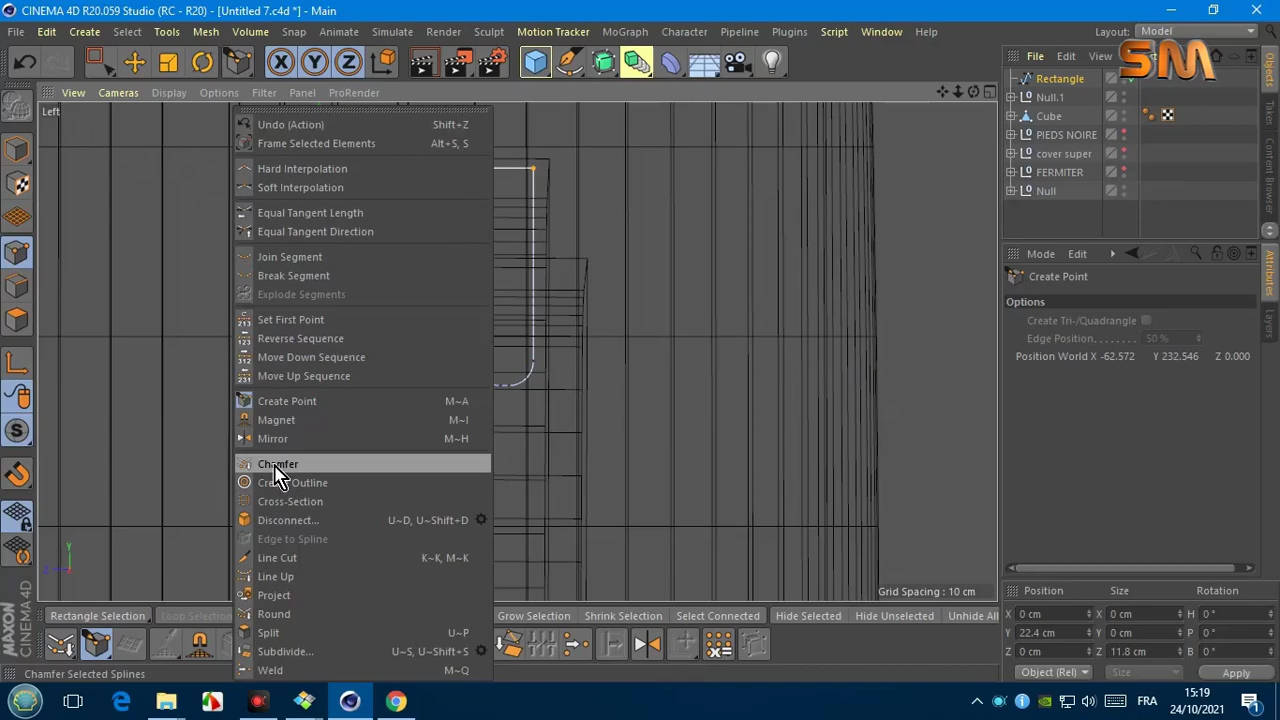 CINEMA 4D R20.059 Studio (RC - R20) - [Untitled 7.c4d *] - Main
File Edit Create Select Tools Mesh Volume Snap Animate Simulate Render Sculpt Motion Tracker MoGraph Character Pipeline Plugins Script Window Help Layout: Model
File Edit View
SM
View Cameras Display Options Filter Panel ProRender
Left
Undo (Action) Shift+Z
Frame Selected Elements Alt+S, S
Hard Interpolation
Soft Interpolation
Equal Tangent Length
Equal Tangent Direction
Join Segment
Break Segment
Explode Segments
Set First Point
Reverse Sequence
Move Down Sequence
Move Up Sequence
Create Point M~A
Magnet M~I
Mirror M~H
Chamfer
Outline
Cross-Section
Disconnect... U~D, U~Shift+D
Edge to Spline
Line Cut K~K, M~K
Line Up
Project
Round
Split U~P
Subdivide... U~S, U~Shift+S
Weld M~Q
Grid Spacing : 10 cm
Rectangle
Null.1
Cube
PIEDS NOIRE
cover super
FERMITER
Null
Objects
Takes
Content Browser
Attributes
Layers
Mode Edit
Create Point
Options
Create Tri-/Quadrangle
Edge Position. . . . . . . . 50 %
Position World X -62.572 Y 232.546 Z 0.000
Position Size Rotation
X 0 cm X 0 cm H 0 °
Y 22.4 cm Y 0 cm P 0 °
Z 0 cm Z 11.8 cm B 0 °
Object (Rel) Size Apply
Rectangle Selection Grow Selection Shrink Selection Select Connected Hide Selected Hide Unselected Unhide All
MAXON CINEMA 4D
Chamfer Selected Splines
FRA
15:19
24/10/2021